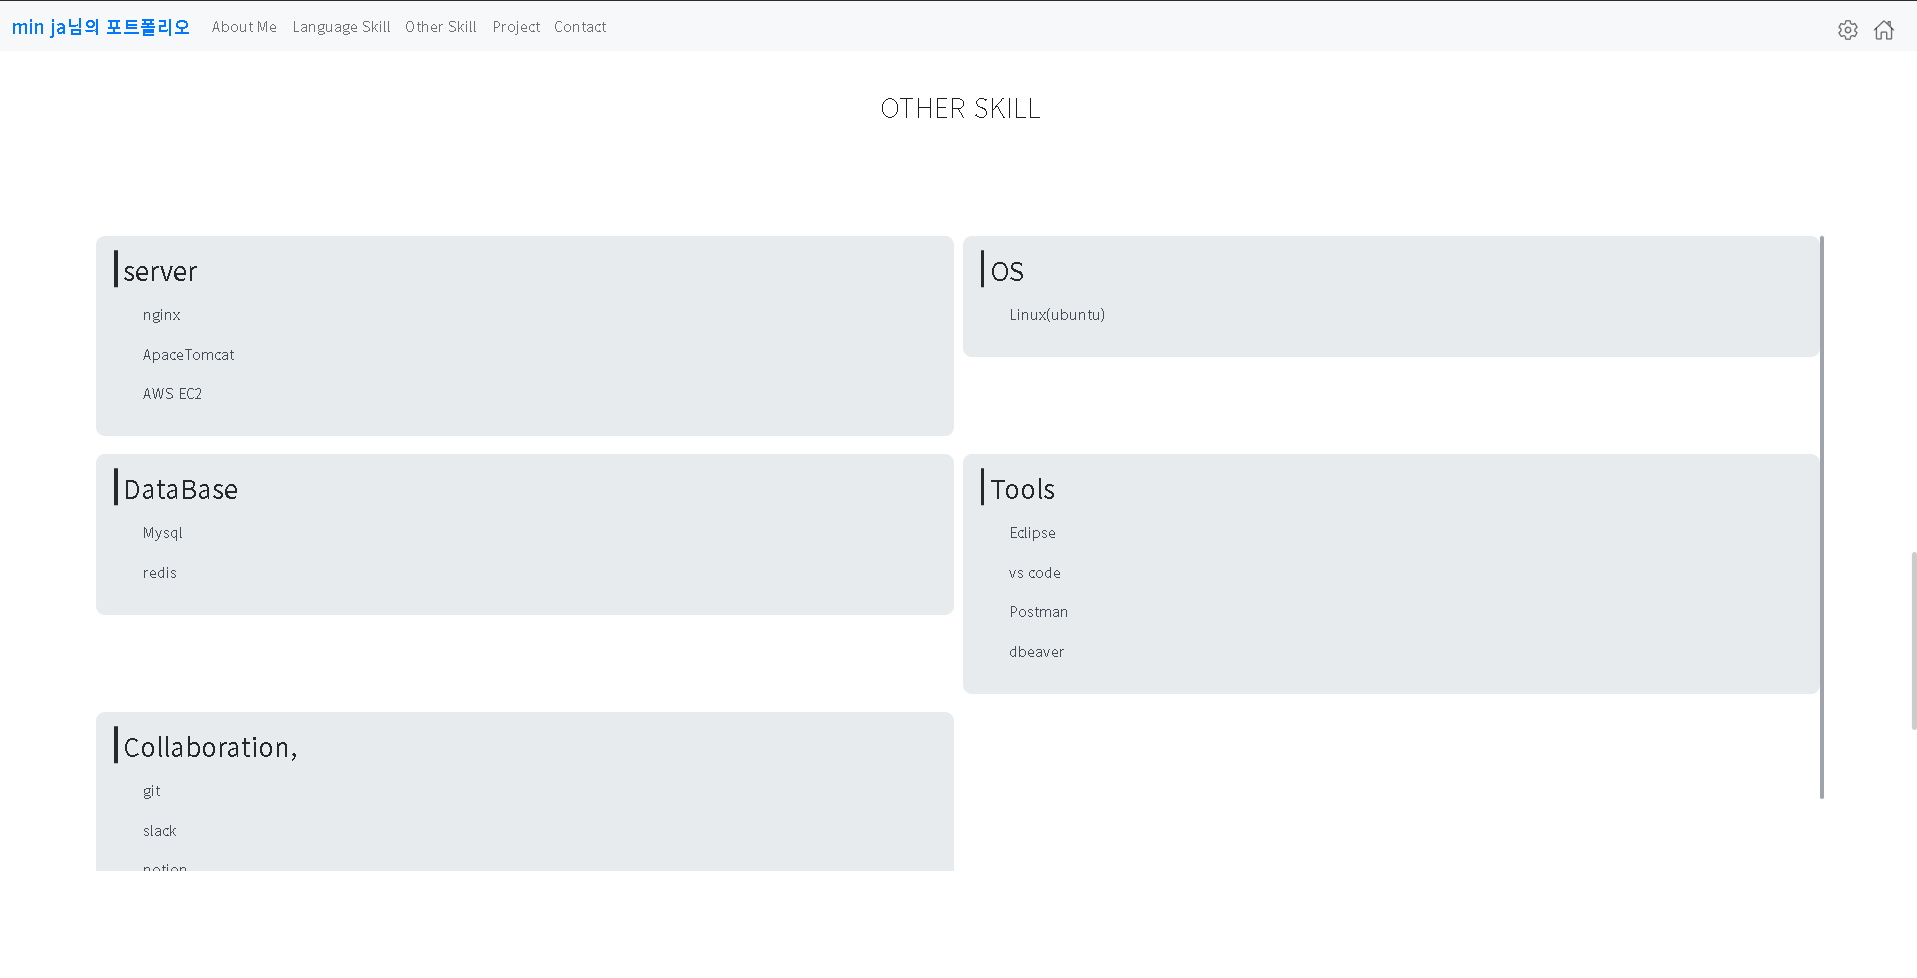 min ja님의 포트폴리오 About Me Language Skill Other Skill Project Contact
OTHER SKILL
server
nginx
ApaceTomcat
AWS EC2
OS
Linux(ubuntu)
DataBase
Mysql
redis
Tools
Eclipse
vs code
Postman
dbeaver
Collaboration,
git
slack
notion